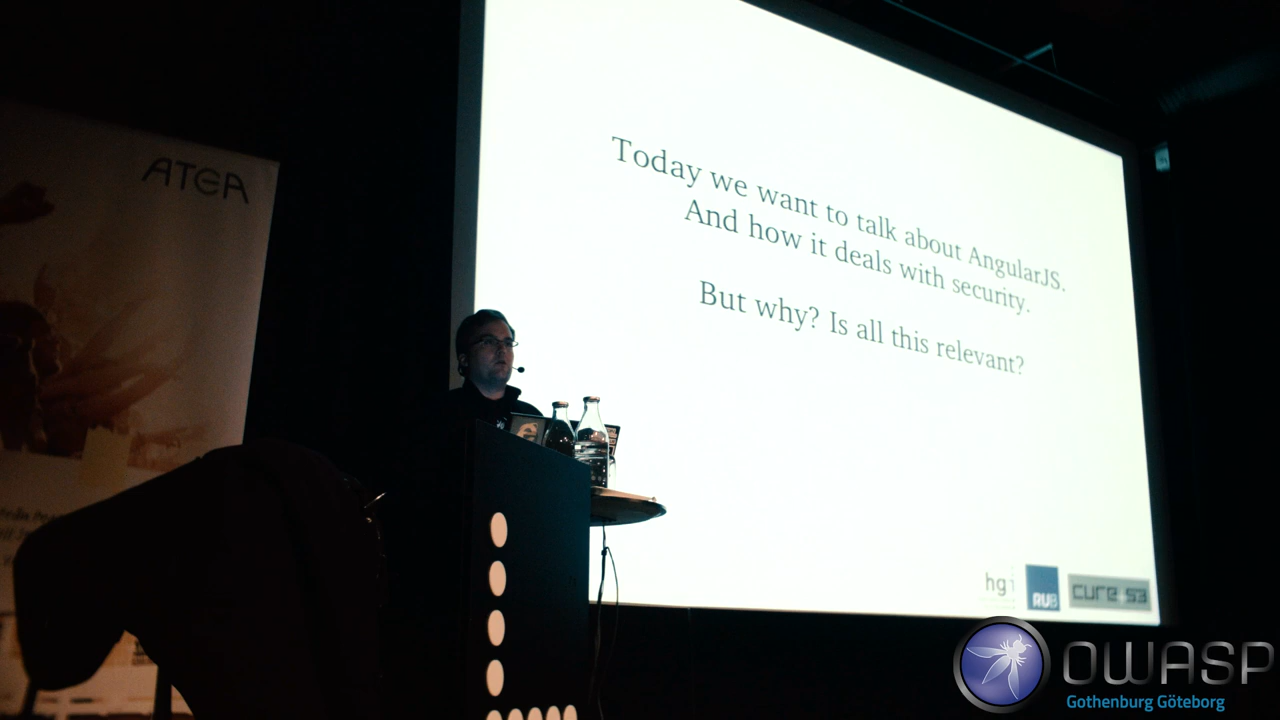 ATEA
Today we want to talk about AngularJS.
And how it deals with security.
But why? Is all this relevant?
hgi
RUB
cure53
OWASP
Gothenburg Göteborg